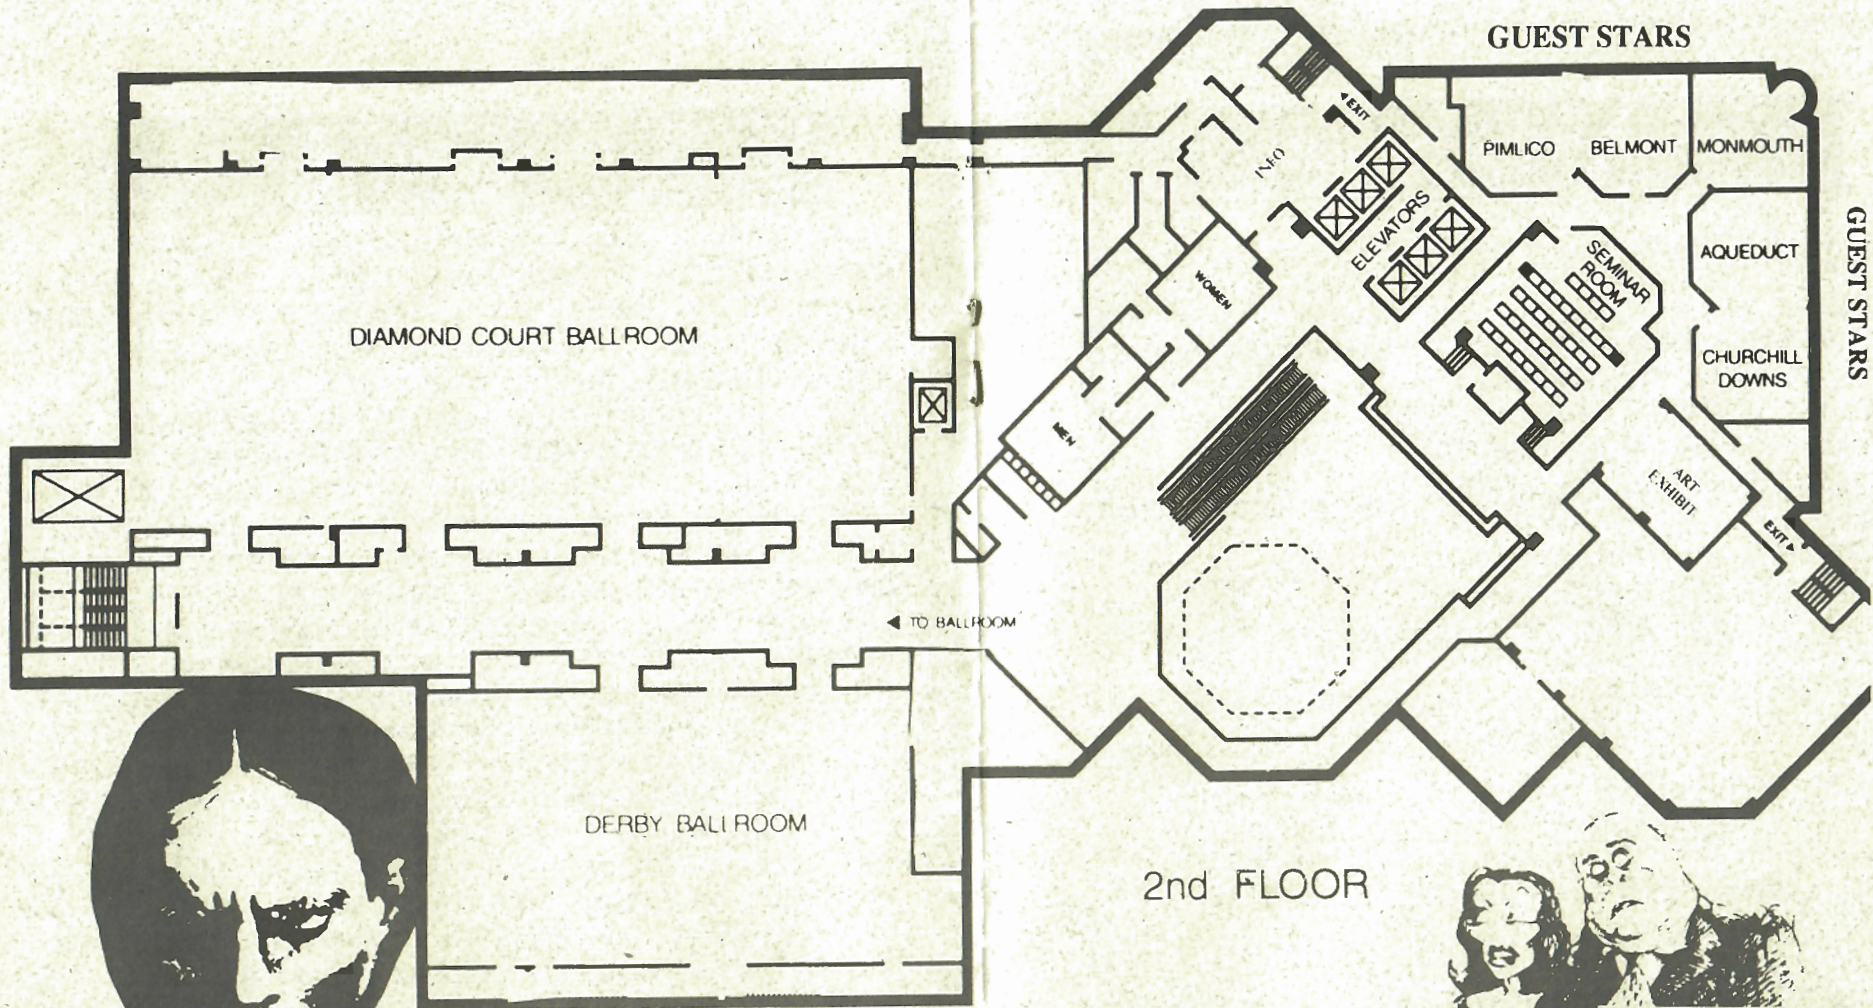 GUEST STARS
EXIT
PIMLICO
BELMONT
MONMOUTH
INFO
ELEVATORS
GUEST STARS
AQUEDUCT
SEMINAR
ROOM
WOMEN
DIAMOND COURT BALLROOM
CHURCHILL
DOWNS
MEN
ART
EXHIBIT
EXIT
TO BALLROOM
DERBY BALLROOM
2nd FLOOR